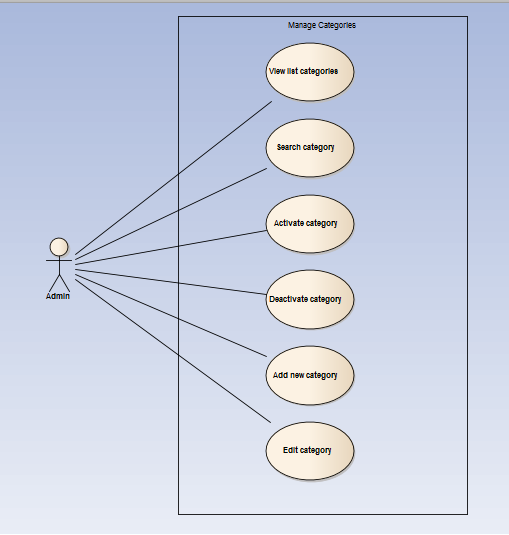 Manage Categories
View list categories
Search category
Activate category
Admin
Deactivate category
Add new category
Edit category